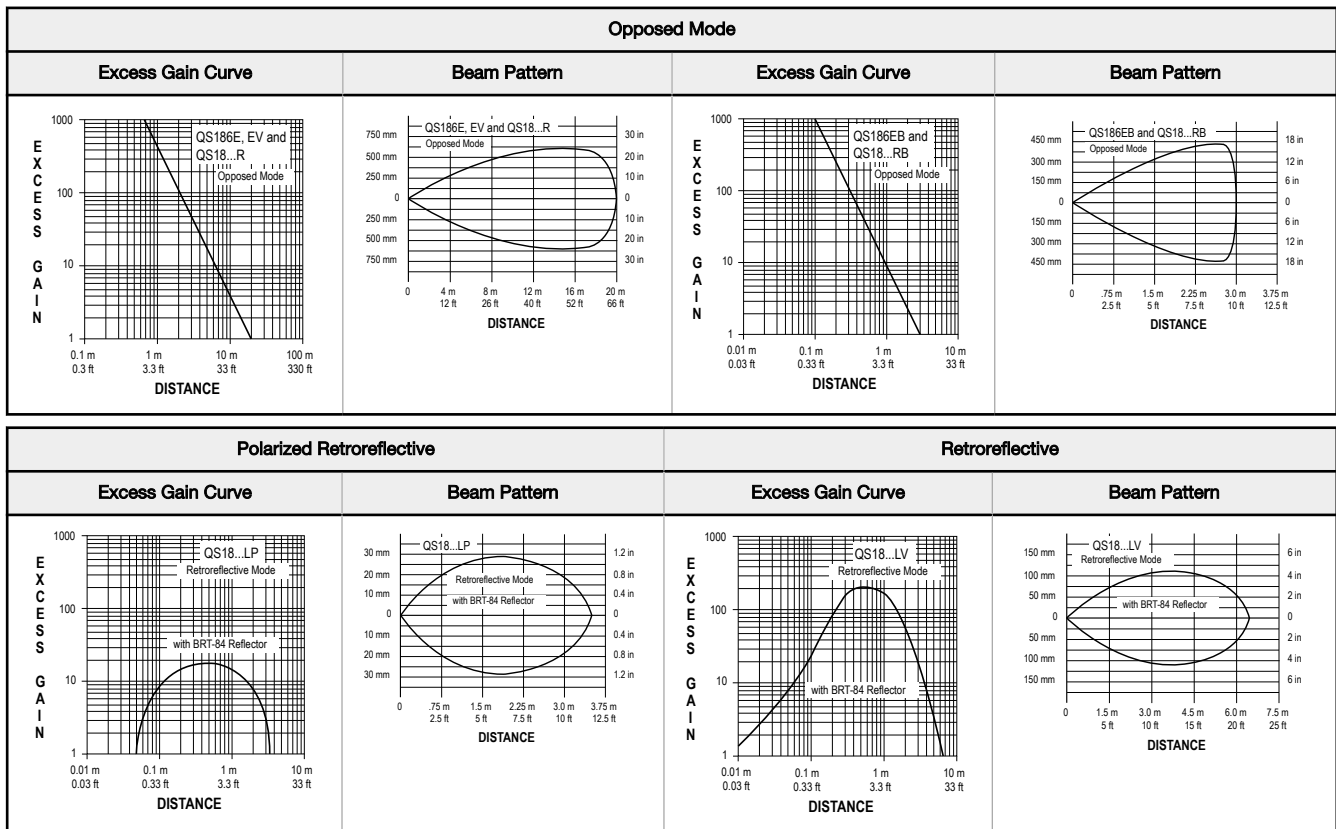 Opposed Mode
Excess Gain Curve
Beam Pattern
Excess Gain Curve
Beam Pattern
EXCESS GAIN
1000
100
10
1
QS186E, EV and
QS18...R
Opposed Mode
0.1 m
0.3 ft
1 m
3.3 ft
10 m
33 ft
100 m
330 ft
DISTANCE
750 mm
500 mm
250 mm
0
250 mm
500 mm
750 mm
QS186E, EV and QS18...R
Opposed Mode
30 in
20 in
10 in
0
10 in
20 in
30 in
0
4 m
12 ft
8 m
26 ft
12 m
40 ft
16 m
52 ft
20 m
66 ft
DISTANCE
EXCESS GAIN
1000
100
10
1
QS186EB and
QS18...RB
Opposed Mode
0.01 m
0.03 ft
0.1 m
0.33 ft
1 m
3.3 ft
10 m
33 ft
DISTANCE
450 mm
300 mm
150 mm
0
150 mm
300 mm
450 mm
QS186EB and QS18...RB
Opposed Mode
18 in
12 in
6 in
0
6 in
12 in
18 in
0
.75 m
2.5 ft
1.5 m
5 ft
2.25 m
7.5 ft
3.0 m
10 ft
3.75 m
12.5 ft
DISTANCE
Polarized Retroreflective
Retroreflective
Excess Gain Curve
Beam Pattern
Excess Gain Curve
Beam Pattern
EXCESS GAIN
1000
100
10
1
QS18...LP
Retroreflective Mode
with BRT-84 Reflector
0.01 m
0.03 ft
0.1 m
0.33 ft
1 m
3.3 ft
10 m
33 ft
DISTANCE
30 mm
20 mm
10 mm
0
10 mm
20 mm
30 mm
QS18...LP
Retroreflective Mode
with BRT-84 Reflector
1.2 in
0.8 in
0.4 in
0
0.4 in
0.8 in
1.2 in
0
.75 m
2.5 ft
1.5 m
5 ft
2.25 m
7.5 ft
3.0 m
10 ft
3.75 m
12.5 ft
DISTANCE
EXCESS GAIN
1000
100
10
1
QS18...LV
Retroreflective Mode
with BRT-84 Reflector
0.01 m
0.03 ft
0.1 m
0.33 ft
1 m
3.3 ft
10 m
33 ft
DISTANCE
150 mm
100 mm
50 mm
0
50 mm
100 mm
150 mm
QS18...LV
Retroreflective Mode
with BRT-84 Reflector
6 in
4 in
2 in
0
2 in
4 in
6 in
0
1.5 m
5 ft
3.0 m
10 ft
4.5 m
15 ft
6.0 m
20 ft
7.5 m
25 ft
DISTANCE